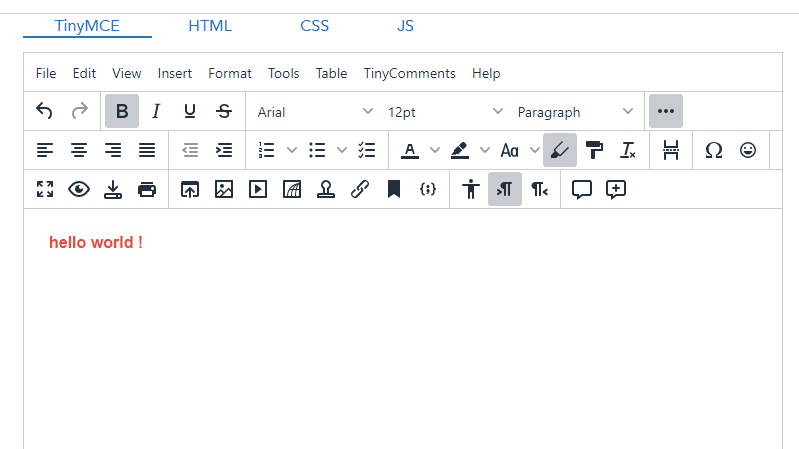 TinyMCE HTML CSS JS
File Edit View Insert Format Tools Table TinyComments Help
B I U S Arial 12pt Paragraph
A Aa Ω
hello world !